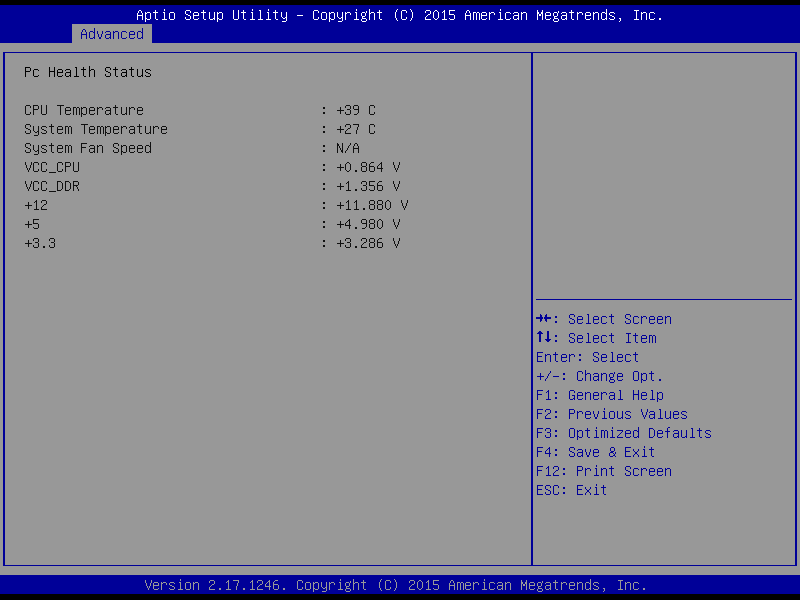 Aptio Setup Utility – Copyright (C) 2015 American Megatrends, Inc.
Advanced
Pc Health Status
CPU Temperature : +39 C
System Temperature : +27 C
System Fan Speed : N/A
VCC_CPU : +0.864 V
VCC_DDR : +1.356 V
+12 : +11.880 V
+5 : +4.980 V
+3.3 : +3.286 V
→←: Select Screen
↑↓: Select Item
Enter: Select
+/-: Change Opt.
F1: General Help
F2: Previous Values
F3: Optimized Defaults
F4: Save & Exit
F12: Print Screen
ESC: Exit
Version 2.17.1246. Copyright (C) 2015 American Megatrends, Inc.